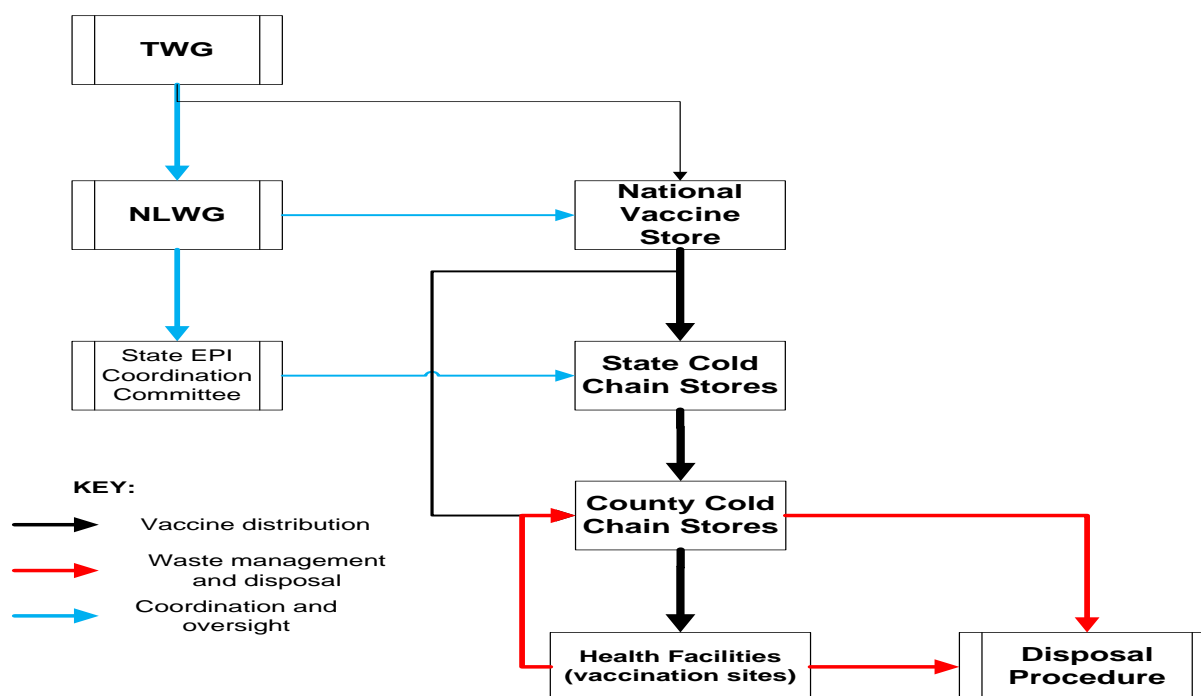 TWG
NLWG
National
Vaccine
Store
State EPI
Coordination
Committee
State Cold
Chain Stores
KEY:
Vaccine distribution
Waste management
and disposal
Coordination and
oversight
County Cold
Chain Stores
Health Facilities
(vaccination sites)
Disposal
Procedure